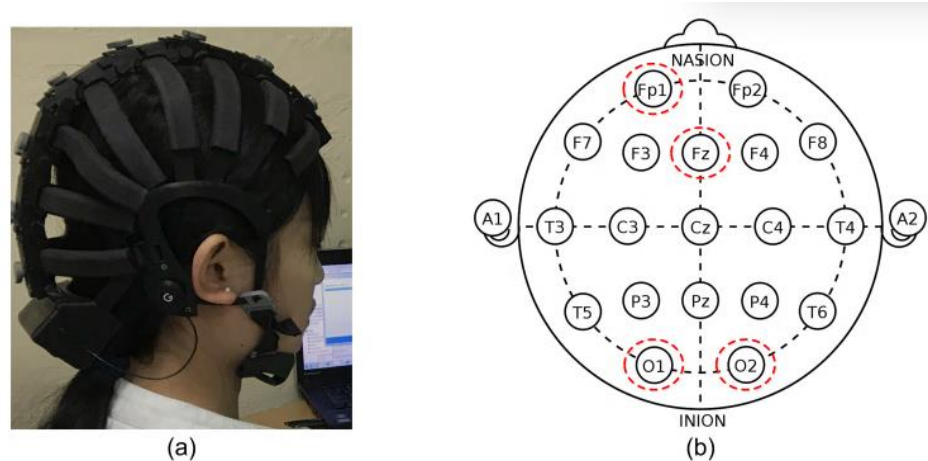 NASION
Fp1 Fp2
F7 F3 Fz F4 F8
A1 T3 C3 Cz C4 T4 A2
T5 P3 Pz P4 T6
O1 O2
INION
(a) (b)